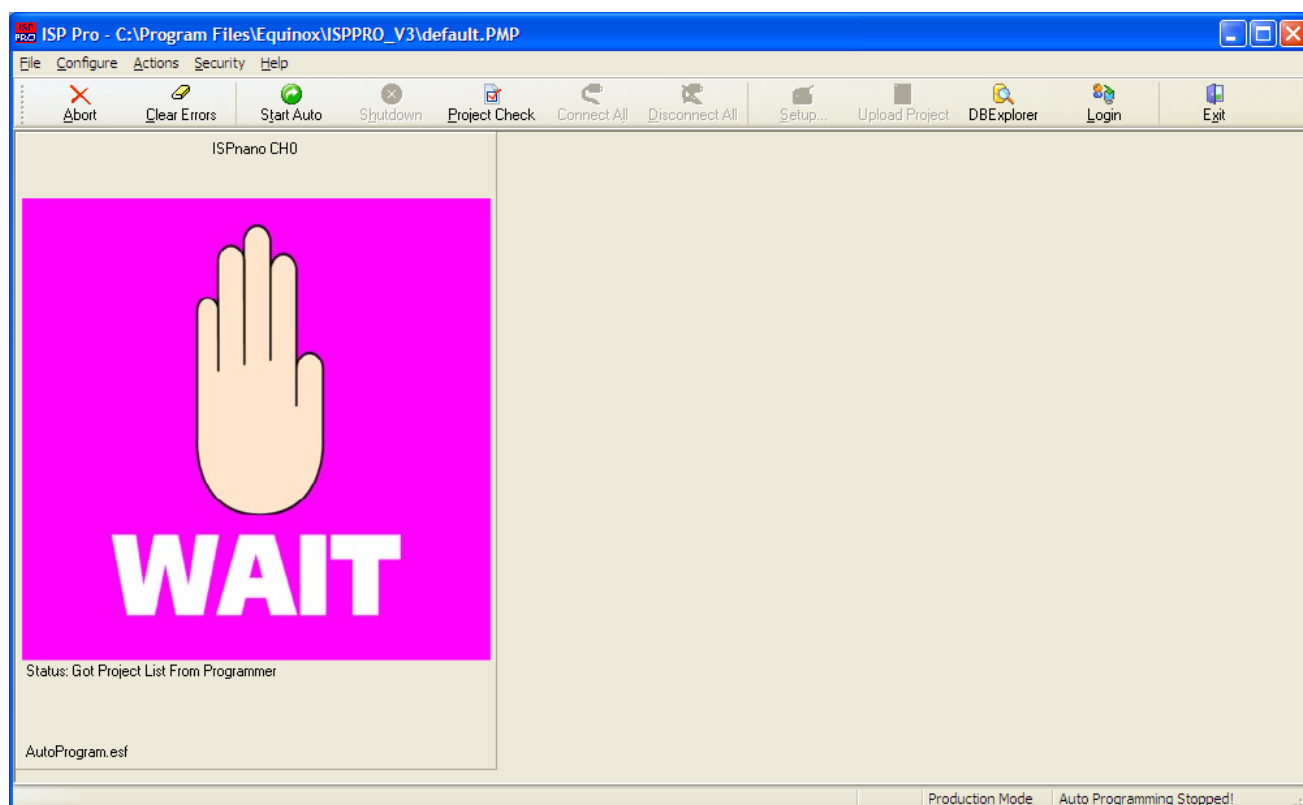 ISP PRO ISP Pro - C:\Program Files\Equinox\ISPPRO_V3\default.PMP
File Configure Actions Security Help
Abort Clear Errors Start Auto Shutdown Project Check Connect All Disconnect All Setup... Upload Project DBExplorer Login Exit
ISPnano CH0
WAIT
Status: Got Project List From Programmer
AutoProgram.esf
Production Mode Auto Programming Stopped!